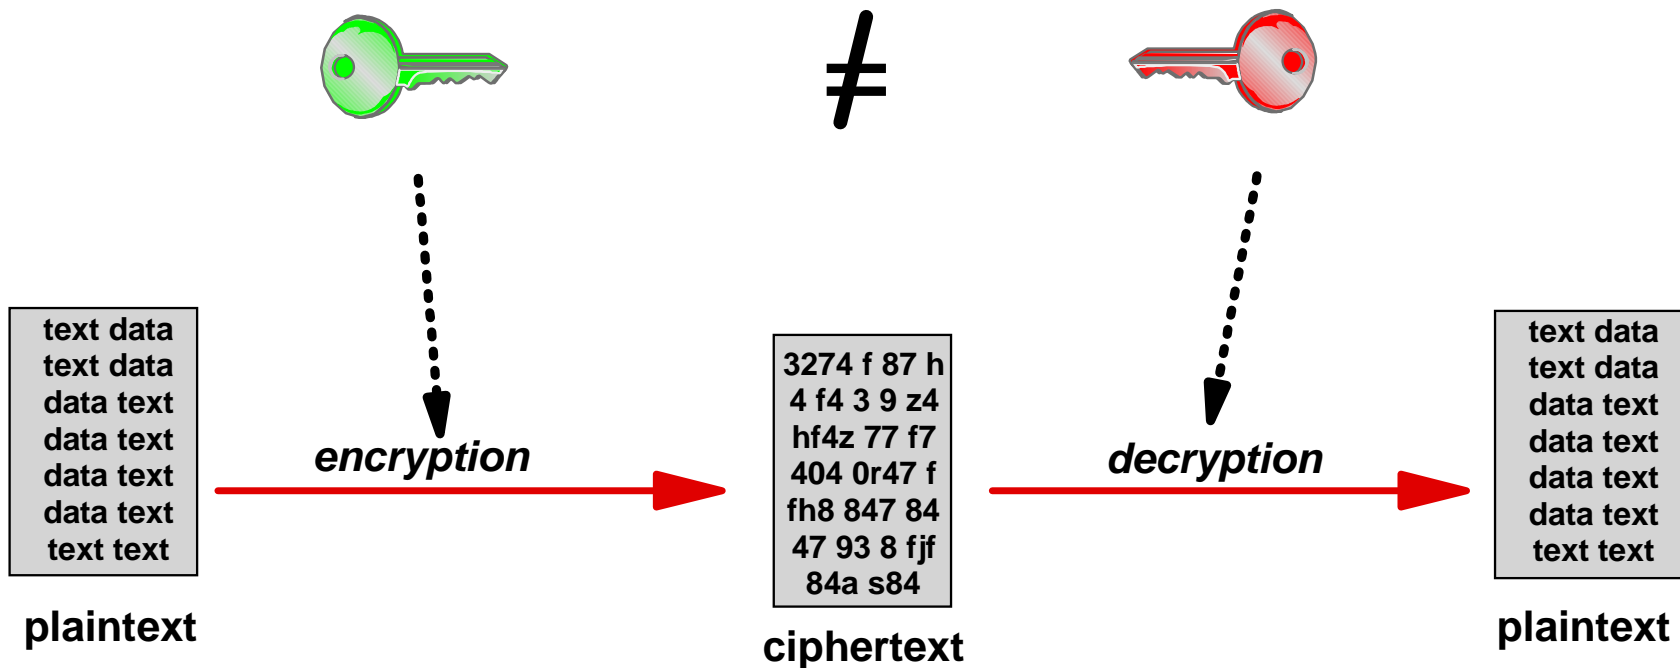 ≠
text data
text data
data text
data text
data text
data text
text text
plaintext
encryption
3274 f 87 h
4 f4 3 9 z4
hf4z 77 f7
404 0r47 f
fh8 847 84
47 93 8 fjf
84a s84
ciphertext
decryption
text data
text data
data text
data text
data text
data text
text text
plaintext